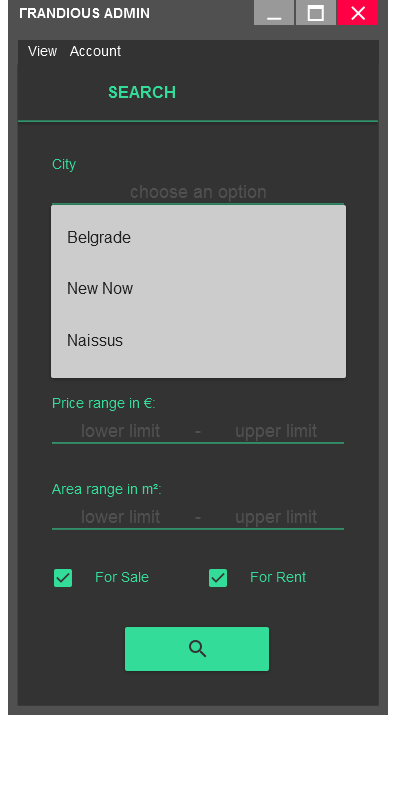 FRANDIOUS ADMIN
View Account
SEARCH
City
choose an option
Belgrade
New Now
Naissus
Price range in €:
lower limit - upper limit
Area range in m²:
lower limit - upper limit
For Sale For Rent